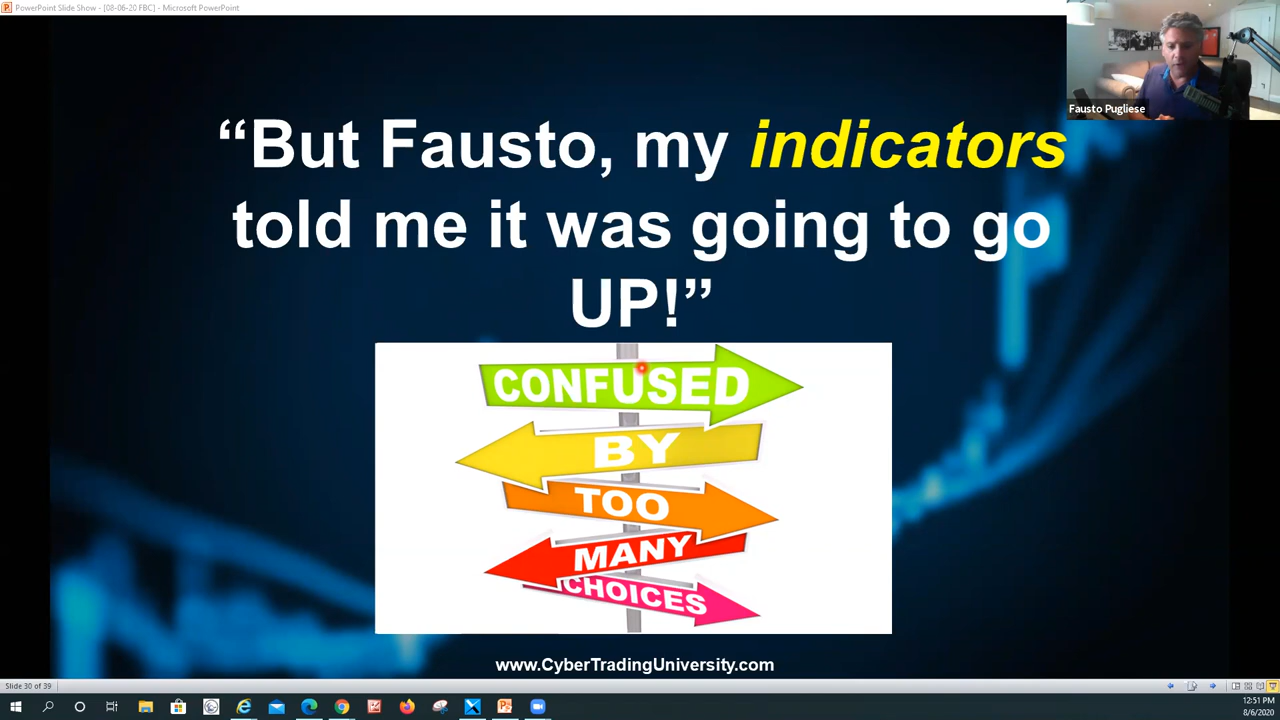 PowerPoint Slide Show - [08-06-20 FBC] - Microsoft PowerPoint
Fausto Pugliese
“But Fausto, my indicators
told me it was going to go
UP!”
CONFUSED
BY
TOO
MANY
CHOICES
www.CyberTradingUniversity.com
Slide 30 of 39
12:51 PM
8/6/2020